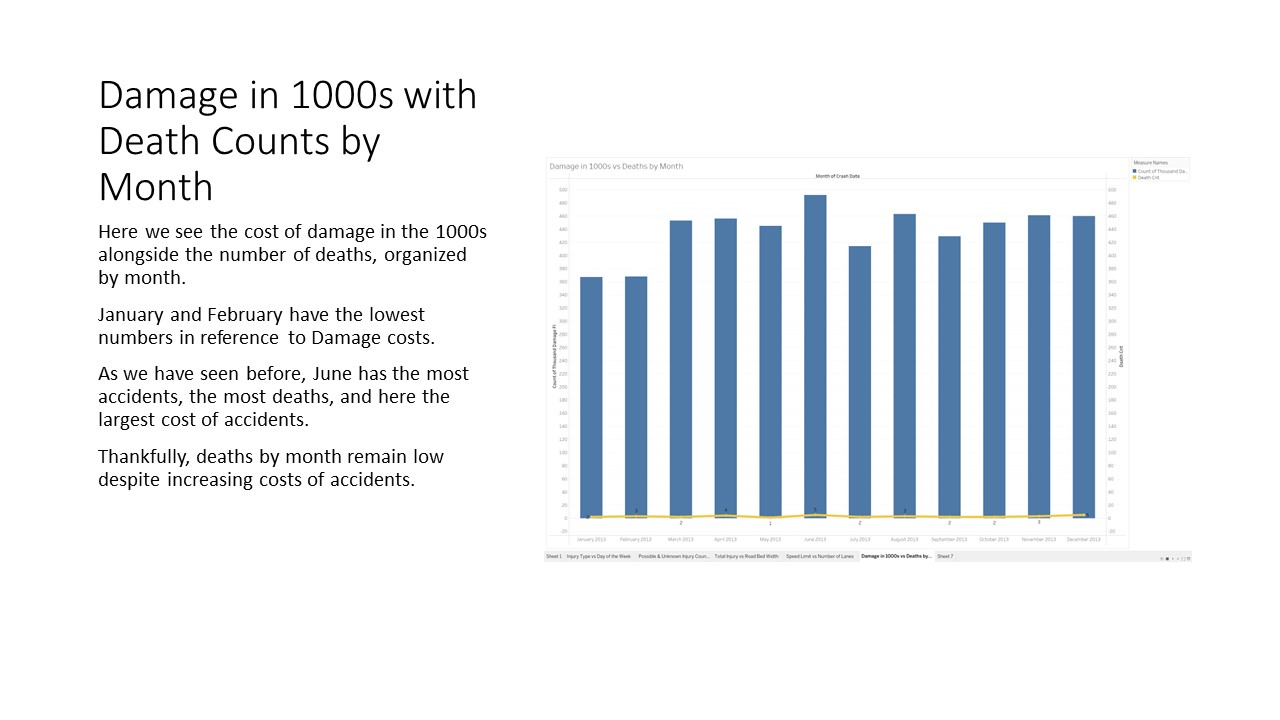 Damage in 1000s with
Death Counts by
Month
Here we see the cost of damage in the 1000s
alongside the number of deaths, organized
by month.
January and February have the lowest
numbers in reference to Damage costs.
As we have seen before, June has the most
accidents, the most deaths, and here the
largest cost of accidents.
Thankfully, deaths by month remain low
despite increasing costs of accidents.
Damage in 1000s vs Deaths by Month
Month of Crash Date
Measure Names
Count of Thousand Da..
Death Cnt
Count of Thousand Damage
500
480
460
440
420
400
380
360
340
320
300
280
260
240
220
200
180
160
140
120
100
80
60
40
20
0
-20
500
480
460
440
420
400
380
360
340
320
300
280
260
240
220
200
180
160
140
120
100
80
60
40
20
0
-20
Death Cnt
2
1
2
2
2
3
January 2013
February 2013
March 2013
April 2013
May 2013
June 2013
July 2013
August 2013
September 2013
October 2013
November 2013
December 2013
Sheet 1
Injury Type vs Day of the Week
Possible & Unknown Injury Coun...
Total Injury vs Road Bed Width
Speed Limit vs Number of Lanes
Damage in 1000s vs Deaths by...
Sheet 7